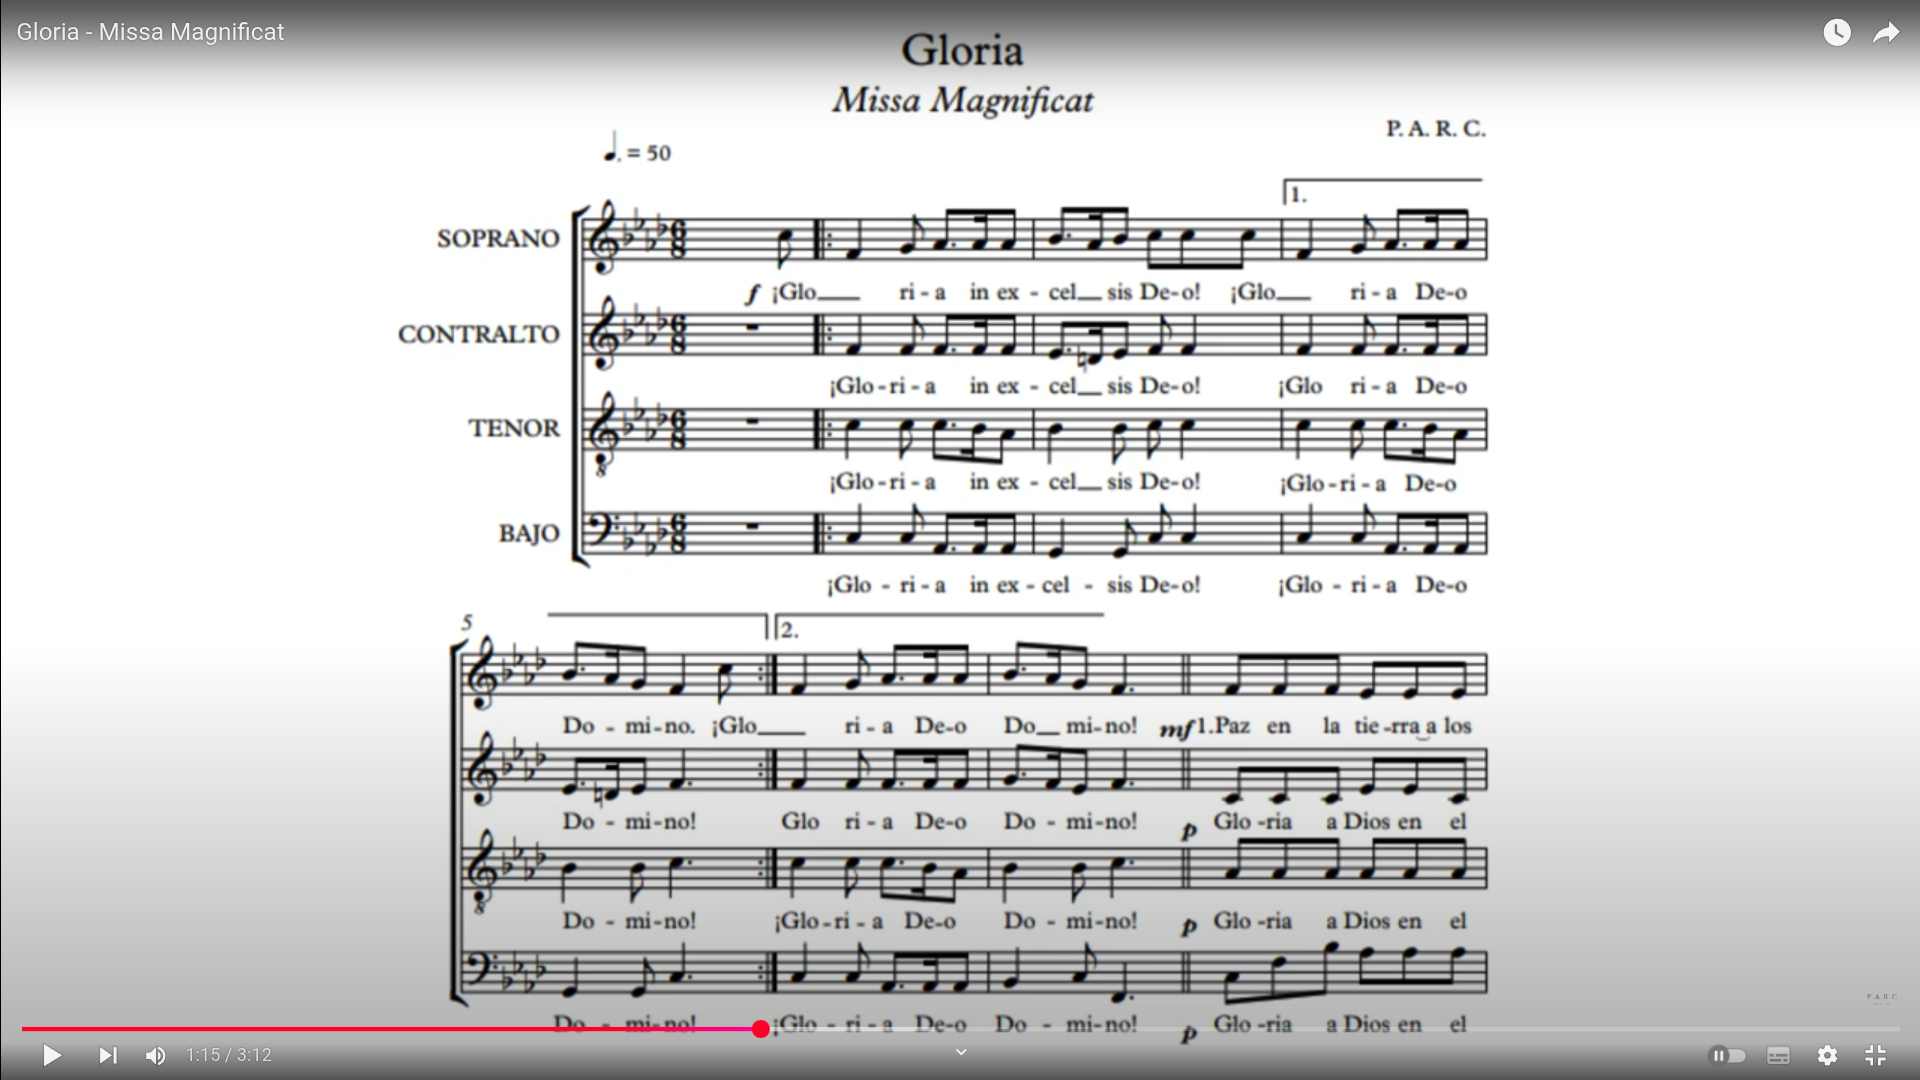 Gloria - Missa Magnificat
Gloria
Missa Magnificat
P. A. R. C.
♩. = 50
1.
SOPRANO
f ¡Glo___ ri - a in ex - cel__ sis De-o! ¡Glo___ ri - a De-o
CONTRALTO
¡Glo-ri - a in ex - cel__ sis De-o! ¡Glo ri - a De-o
TENOR
8
¡Glo-ri - a in ex - cel__ sis De-o! ¡Glo-ri - a De-o
BAJO
¡Glo - ri - a in ex - cel - sis De-o! ¡Glo - ri - a De-o
5
2.
Do - mi-no. ¡Glo___ ri - a De-o Do__ mi-no! mf 1.Paz en la tie-rra‿a los
Do - mi-no! Glo ri - a De-o Do - mi-no! p Glo-ria a Dios en el
8
Do - mi-no! ¡Glo-ri - a De-o Do - mi-no! p Glo-ria a Dios en el
P.A.R.C.
Do - mi-no! ¡Glo - ri - a De-o Do - mi-no! p Glo-ria a Dios en el
1:15 / 3:12